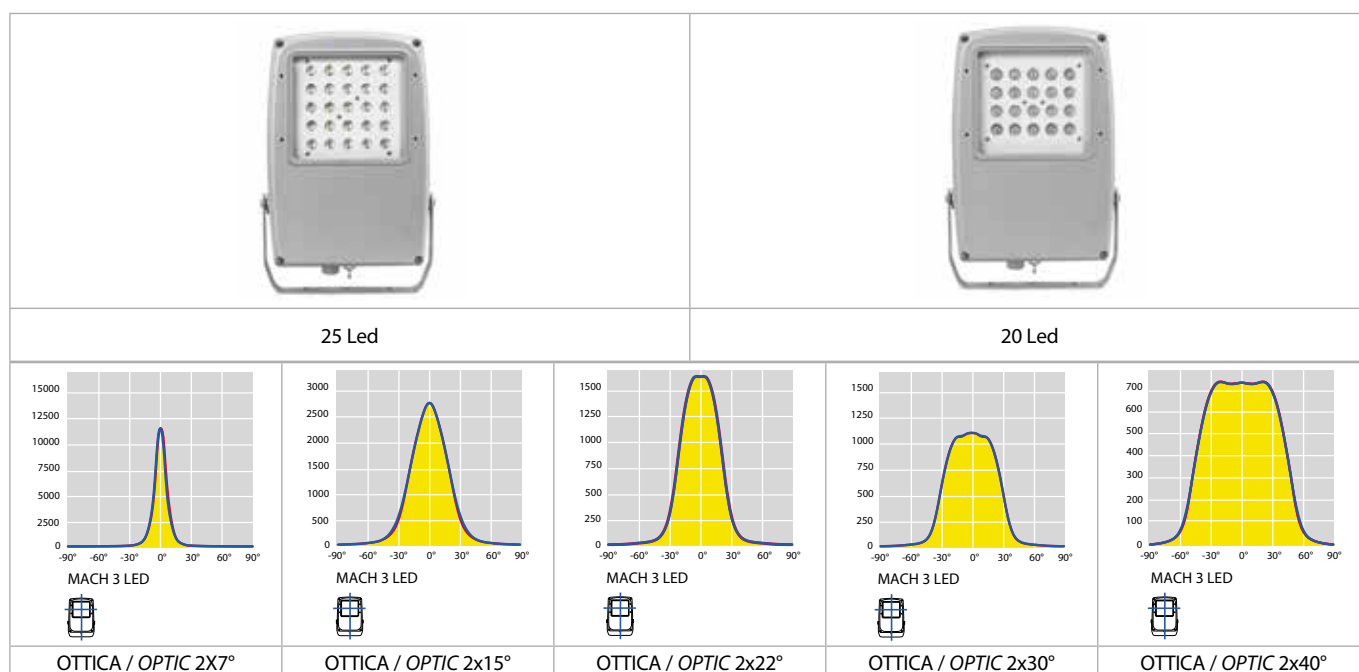 25 Led
20 Led
15000
12500
10000
7500
5000
2500
0
-90° -60° -30° 0° 30° 60° 90°
MACH 3 LED
OTTICA / OPTIC 2X7°
3000
2500
2000
1500
1000
500
0
-90° -60° -30° 0° 30° 60° 90°
MACH 3 LED
OTTICA / OPTIC 2x15°
1500
1250
1000
750
500
250
0
-90° -60° -30° 0° 30° 60° 90°
MACH 3 LED
OTTICA / OPTIC 2x22°
1500
1250
1000
750
500
250
0
-90° -60° -30° 0° 30° 60° 90°
MACH 3 LED
OTTICA / OPTIC 2x30°
700
600
500
400
300
200
100
0
-90° -60° -30° 0° 30° 60° 90°
MACH 3 LED
OTTICA / OPTIC 2x40°